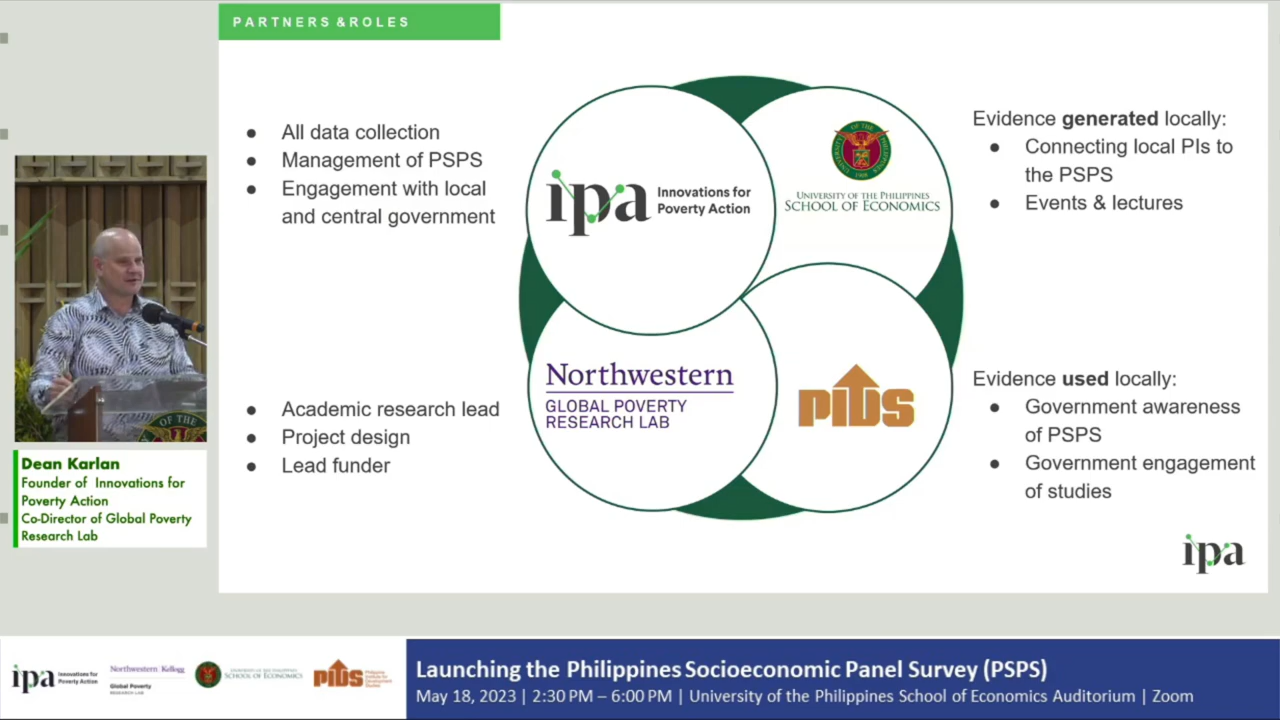 PARTNERS &ROLES
All data collection
Management of PSPS
Engagement with local
and central government
ipa Innovations for
Poverty Action
UNIVERSITY OF THE PHILIPPINES
SCHOOL OF ECONOMICS
Evidence generated locally:
Connecting local PIs to
the PSPS
Events & lectures
Academic research lead
Project design
Lead funder
Northwestern
GLOBAL POVERTY
RESEARCH LAB
PIDS
Evidence used locally:
Government awareness
of PSPS
Government engagement
of studies
ipa
OF THE
Dean Karlan
Founder of Innovations for
Poverty Action
Co-Director of Global Poverty
Research Lab
ipa Innovations for
Poverty Action
Northwestern Kellogg
Global Poverty
RESEARCH LAB
SCHOOL OF ECONOMICS
PIDS
Launching the Philippines Socioeconomic Panel Survey (PSPS)
May 18, 2023 | 2:30 PM – 6:00 PM | University of the Philippines School of Economics Auditorium | Zoom